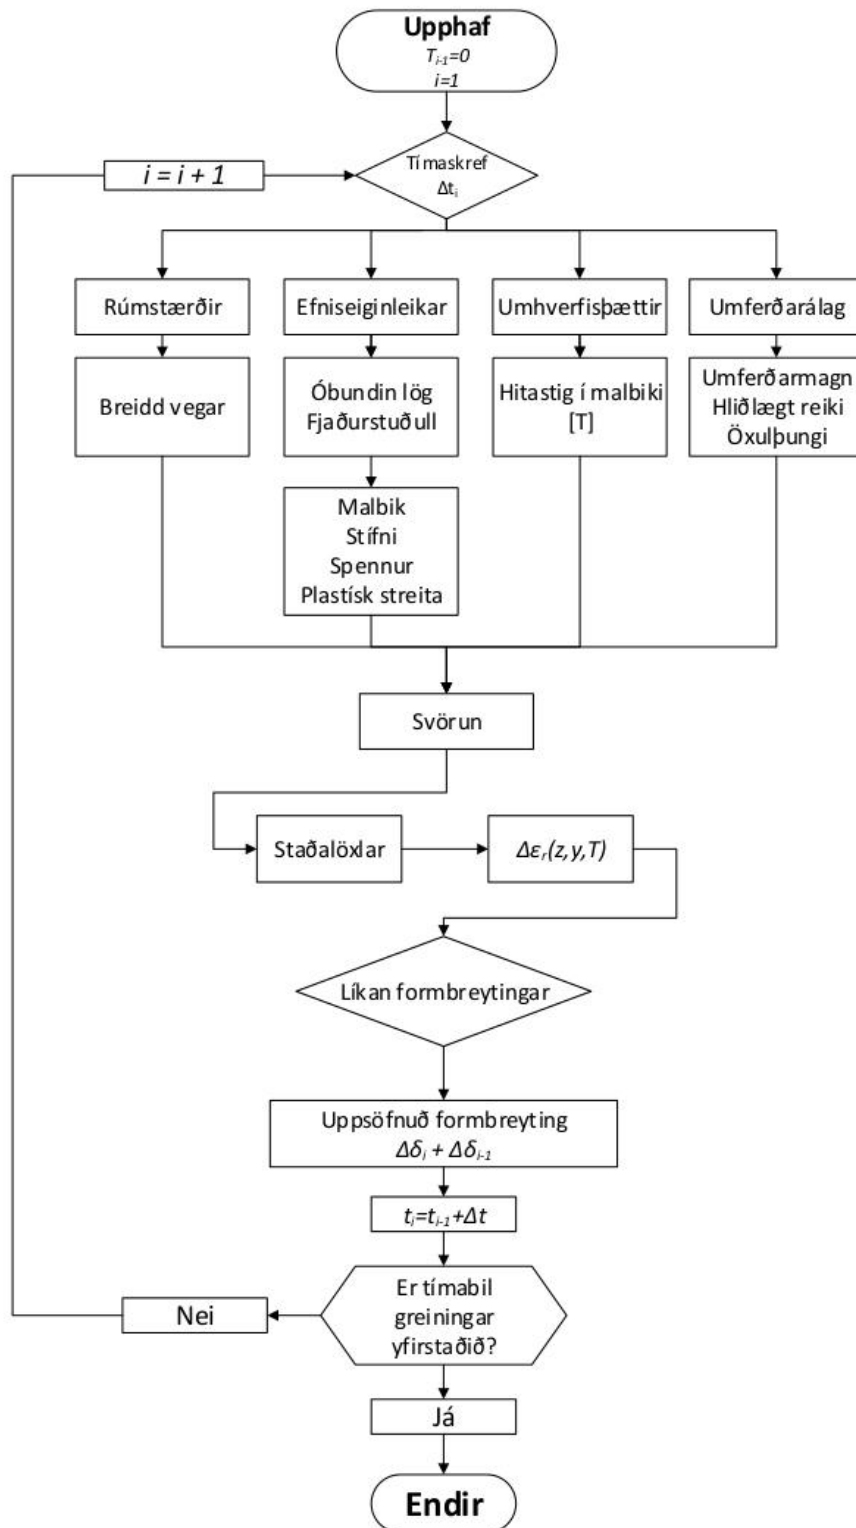 Upphaf
Tᵢ₋₁=0
i=1
i = i + 1
Tímaskref
Δtᵢ
Rúmstærðir
Efniseiginleikar
Umhverfisþættir
Umferðarálag
Breidd vegar
Óbundin lög
Fjaðurstuðull
Hitastig í malbiki
[T]
Umferðarmagn
Hliðlægt reiki
Öxulþungi
Malbik
Stífni
Spennur
Plastísk streita
Svörun
Staðalöxlar
Δεᵣ(z,y,T)
Líkan formbreytingar
Uppsöfnuð formbreyting
Δδᵢ + Δδᵢ₋₁
tᵢ=tᵢ₋₁+Δt
Er tímabil
greiningar
yfirstaðið?
Nei
Já
Endir